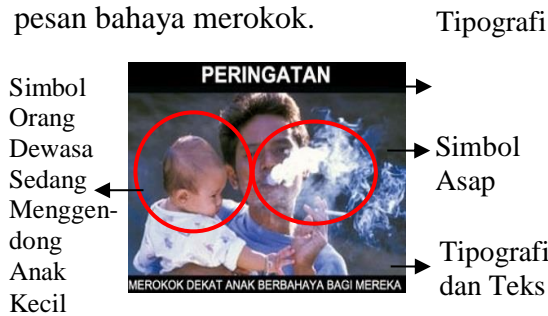 pesan bahaya merokok.
Tipografi
PERINGATAN
Simbol
Orang
Dewasa
Sedang
Menggen-
dong
Anak
Kecil
Simbol
Asap
Tipografi
dan Teks
MEROKOK DEKAT ANAK BERBAHAYA BAGI MEREKA